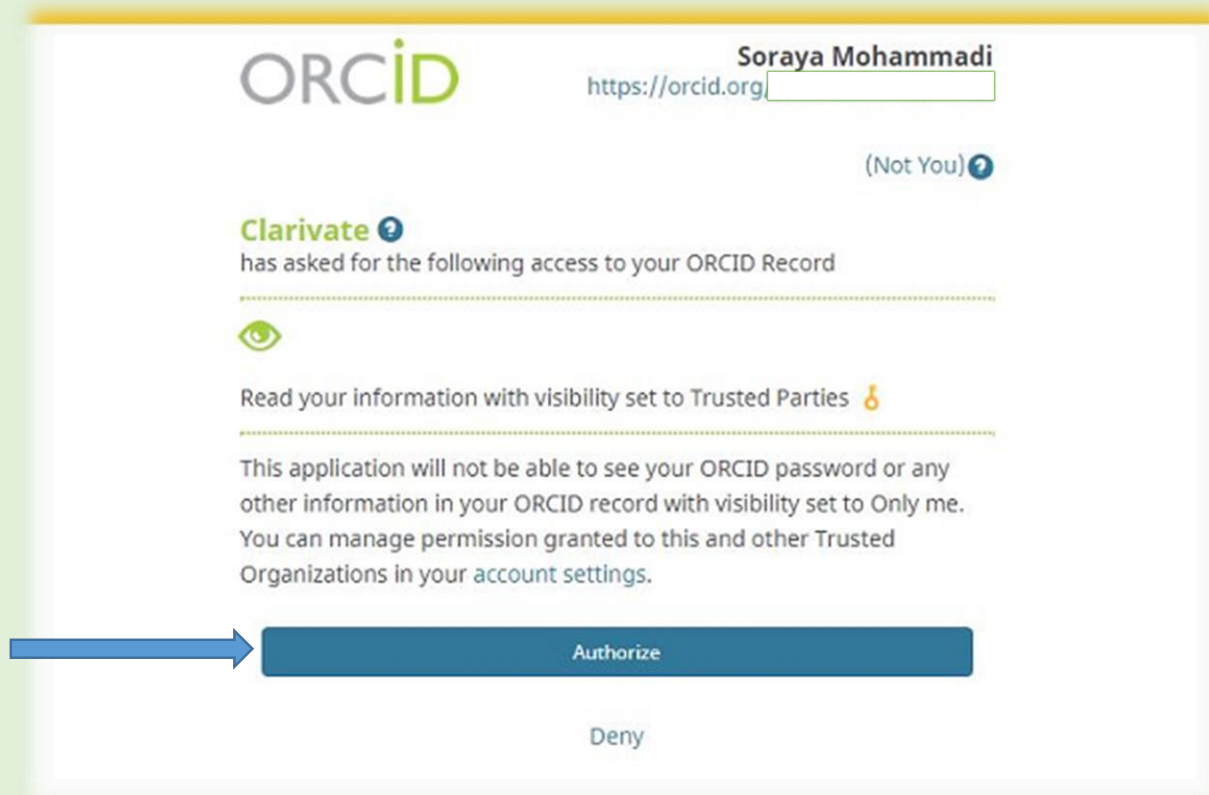 ORCID
Soraya Mohammadi
https://orcid.org/
(Not You) ?
Clarivate ?
has asked for the following access to your ORCID Record
Read your information with visibility set to Trusted Parties
This application will not be able to see your ORCID password or any
other information in your ORCID record with visibility set to Only me.
You can manage permission granted to this and other Trusted
Organizations in your account settings.
Authorize
Deny